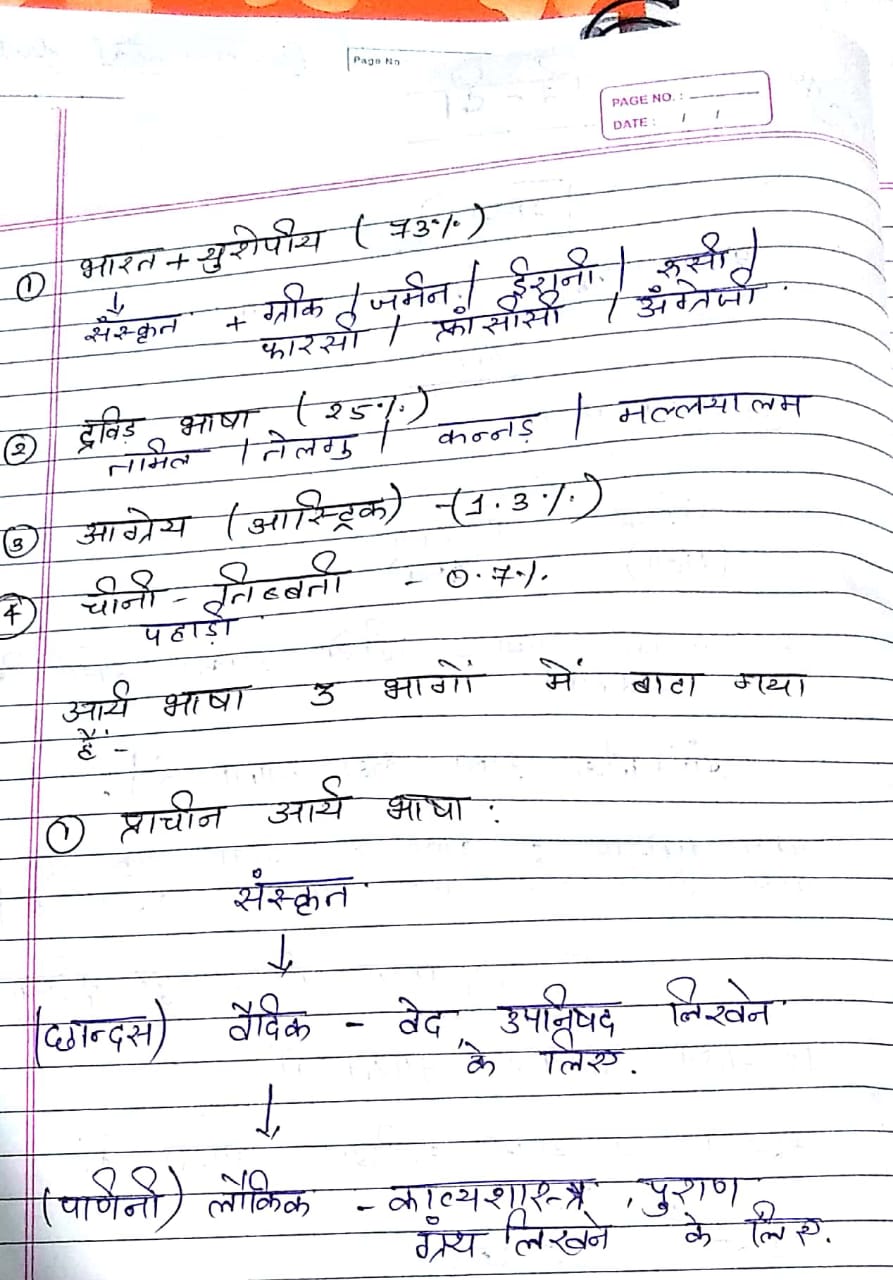 Page No
PAGE NO. :
DATE : / /
① भारत + युरोपीय ( 73% )
↓
संस्कृत + ग्रीक / जर्मन / ईरानी / रुसी /
फारसी / फ्रांसीसी / अंग्रेजी
② द्रविड़ भाषा ( 25% )
तामिल / तेलगु / कन्नड़ / मल्लयालम
③ आग्नेय ( आस्ट्रिक ) - (1.3%)
4 चीनी - तिब्बती - 0.7%
पहाड़ी
आर्य भाषा 3 भागों में बाटा गया
हैं -
① प्राचीन आर्य भाषा :
संस्कृत
↓
(छान्दस) वैदिक - वेद, उपनिषद लिखने
के लिए.
↓
(पाणिनी) लौकिक - काव्यशास्त्र, पुराण
ग्रंथ लिखने के लिए.